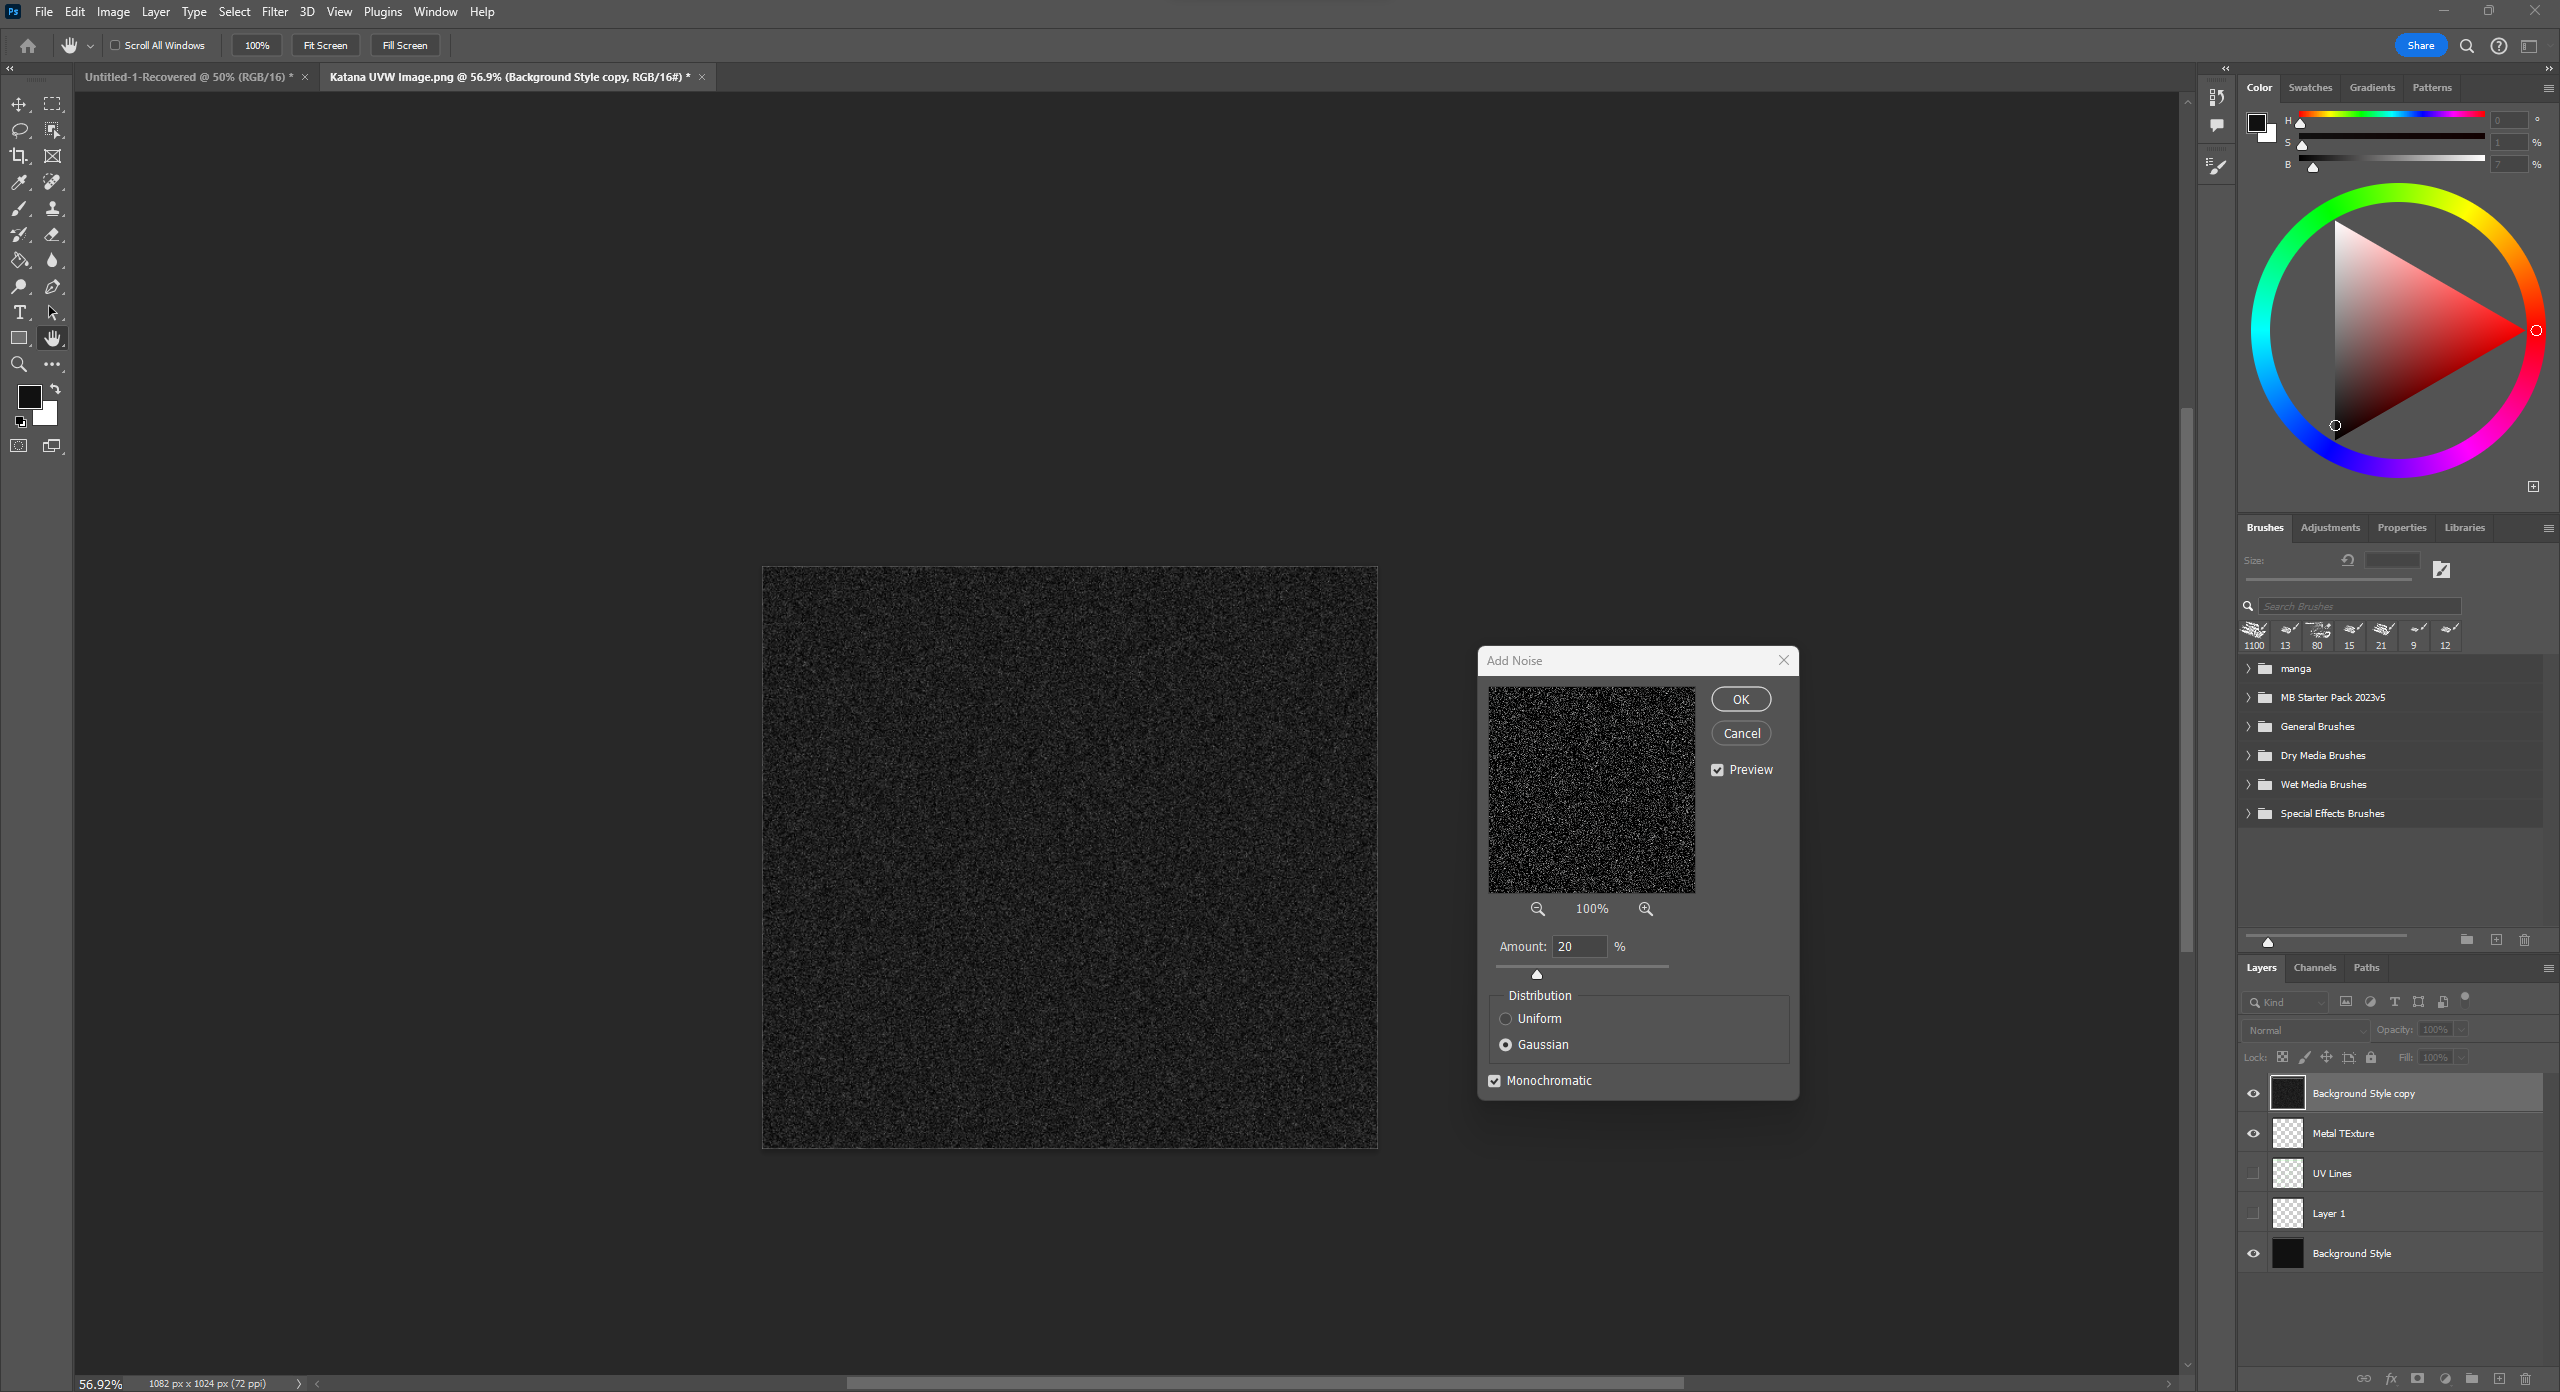 Ps File Edit Image Layer Type Select Filter 3D View Plugins Window Help
Scroll All Windows 100% Fit Screen Fill Screen Share
Untitled-1-Recovered @ 50% (RGB/16) * Katana UVW Image.png @ 56.9% (Background Style copy, RGB/16#) *
Color Swatches Gradients Patterns
H 0 °
S 1 %
B 7 %
Brushes Adjustments Properties Libraries
Size:
Search Brushes
1100 13 80 15 21 9 12
manga
MB Starter Pack 2023v5
General Brushes
Dry Media Brushes
Wet Media Brushes
Special Effects Brushes
Add Noise
OK
Cancel
Preview
100%
Amount: 20 %
Distribution
Uniform
Gaussian
Monochromatic
Layers Channels Paths
Kind
Normal Opacity: 100%
Lock: Fill: 100%
Background Style copy
Metal TExture
UV Lines
Layer 1
Background Style
fx
56.92% 1082 px x 1024 px (72 ppi)